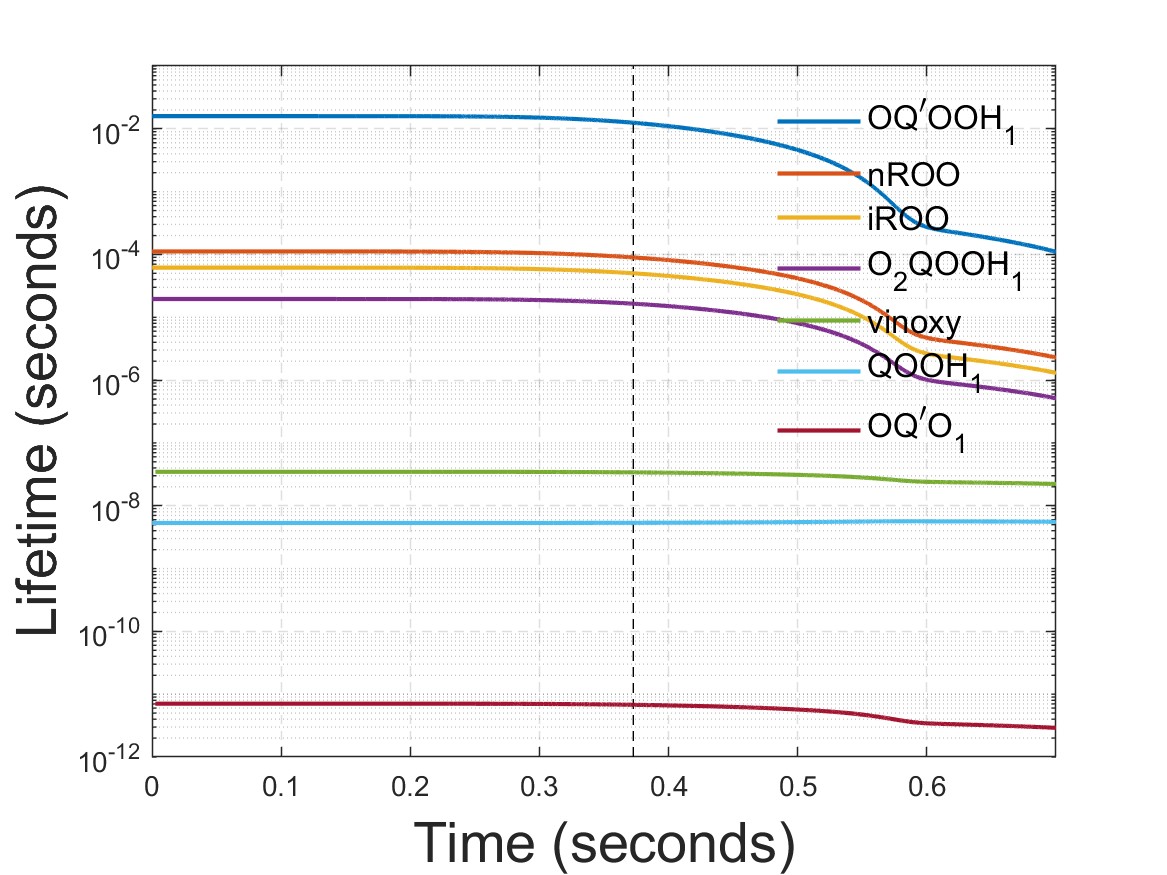 OQ′OOH₁
nROO
iROO
O₂QOOH₁
vinoxy
QOOH₁
OQ′O₁
10⁻²
10⁻⁴
10⁻⁶
10⁻⁸
10⁻¹⁰
10⁻¹²
Lifetime (seconds)
0 0.1 0.2 0.3 0.4 0.5 0.6
Time (seconds)